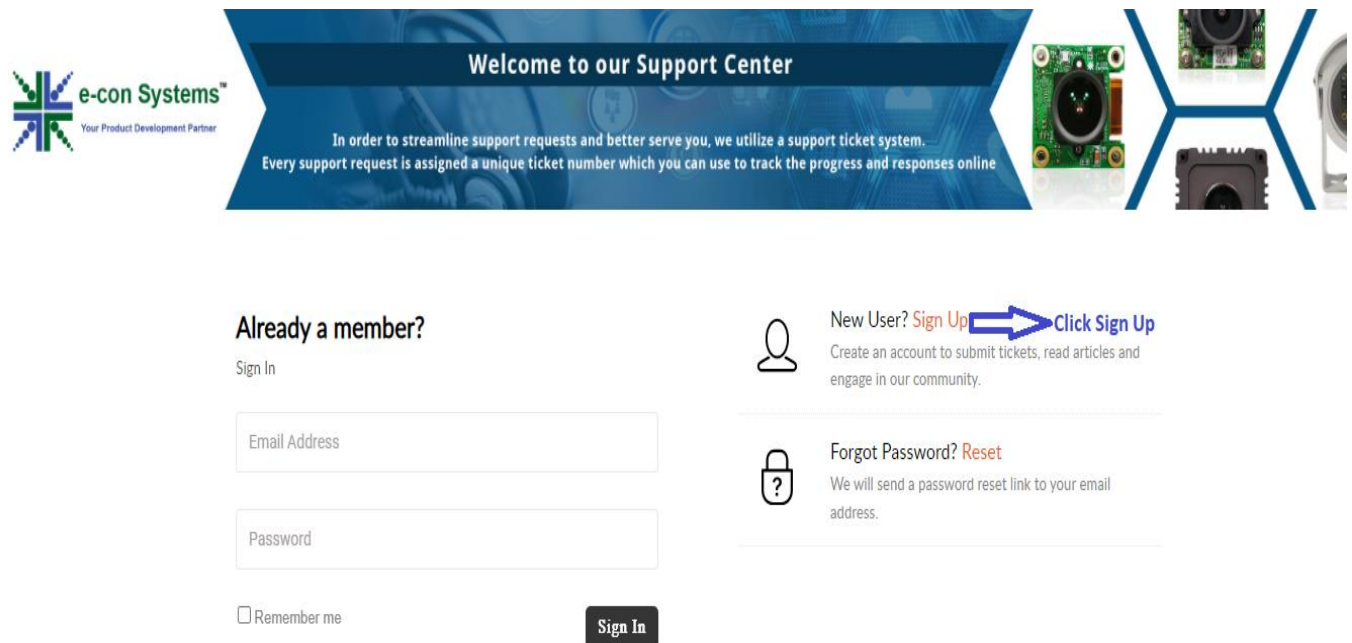 Welcome to our Support Center
e-con Systems™
Your Product Development Partner
In order to streamline support requests and better serve you, we utilize a support ticket system.
Every support request is assigned a unique ticket number which you can use to track the progress and responses online
Already a member?
Sign In
Email Address
Password
Remember me
Sign In
New User? Sign Up
Click Sign Up
Create an account to submit tickets, read articles and
engage in our community.
Forgot Password? Reset
?
We will send a password reset link to your email
address.